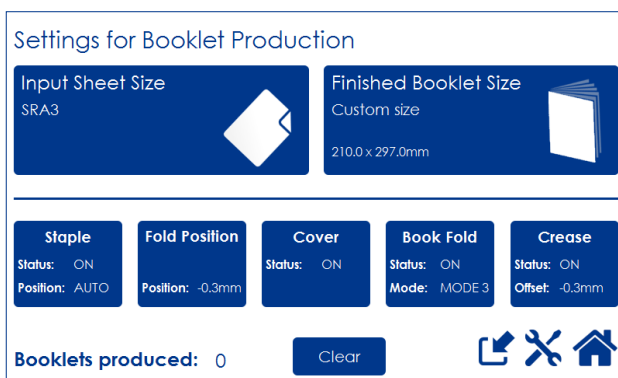 Settings for Booklet Production
Input Sheet Size
SRA3
Finished Booklet Size
Custom size
210.0 x 297.0mm
Staple
Status: ON
Position: AUTO
Fold Position
Position: -0.3mm
Cover
Status: ON
Book Fold
Status: ON
Mode: MODE 3
Crease
Status: ON
Offset: -0.3mm
Booklets produced: 0
Clear